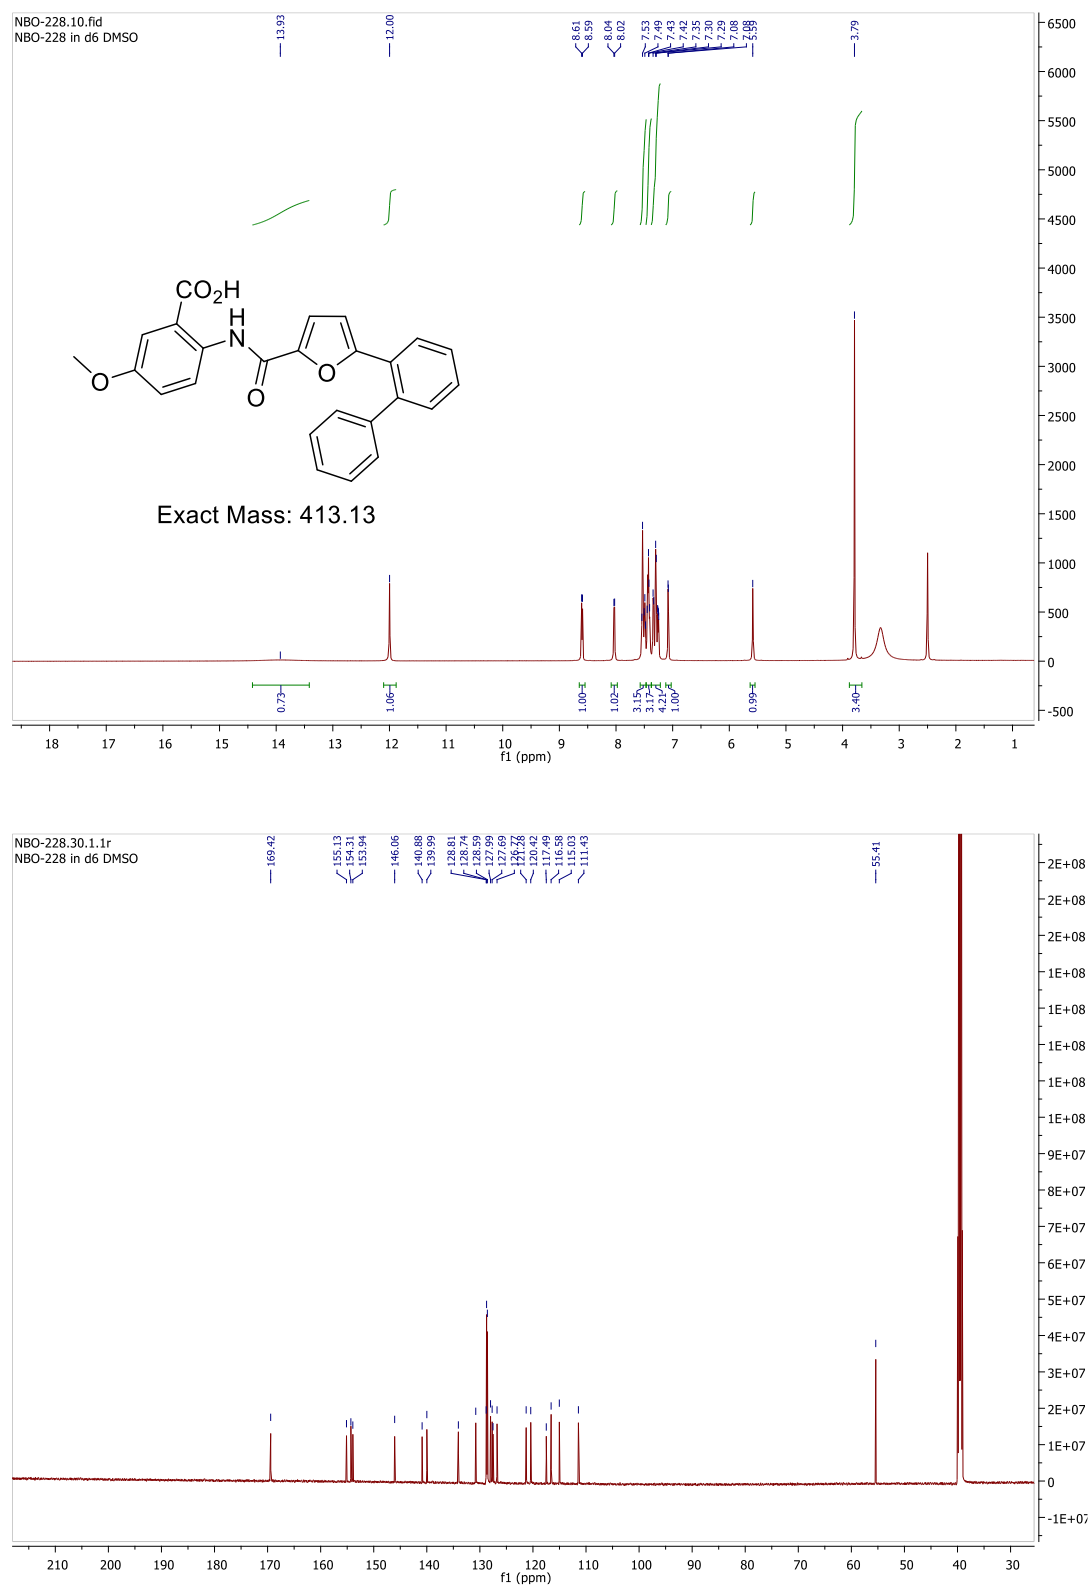 NBO-228.10.fid
NBO-228 in d6 DMSO
13.93
12.00
8.61
8.59
8.04
8.02
7.53
7.49
7.43
7.42
7.35
7.30
7.29
7.08
7.08
5.59
3.79
6500
6000
5500
5000
4500
4000
3500
3000
2500
2000
1500
1000
500
0
-500
CO2H
H
N
O
O
O
Exact Mass: 413.13
0.73
1.06
1.00
1.02
3.15
3.17
4.21
1.00
0.99
3.40
18 17 16 15 14 13 12 11 10 9 8 7 6 5 4 3 2 1
f1 (ppm)
NBO-228.30.1.1r
NBO-228 in d6 DMSO
169.42
155.13
154.31
153.94
146.06
140.88
139.99
128.81
128.74
128.59
127.99
127.69
126.77
121.28
120.42
117.49
116.58
115.03
111.43
55.41
2E+08
2E+08
2E+08
1E+08
1E+08
1E+08
1E+08
1E+08
9E+07
8E+07
7E+07
6E+07
5E+07
4E+07
3E+07
2E+07
1E+07
0
-1E+07
210 200 190 180 170 160 150 140 130 120 110 100 90 80 70 60 50 40 30
f1 (ppm)